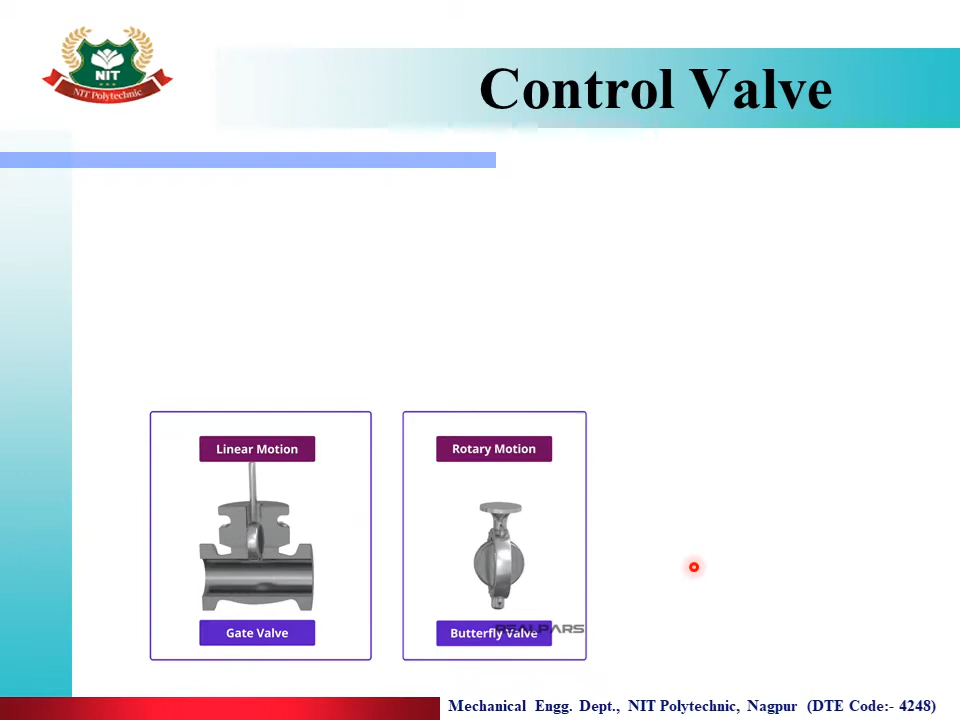 NIT
NIT Polytechnic
Control Valve
Linear Motion
Rotary Motion
Gate Valve
Butterfly Valve
REALPARS
Mechanical Engg. Dept., NIT Polytechnic, Nagpur (DTE Code:- 4248)